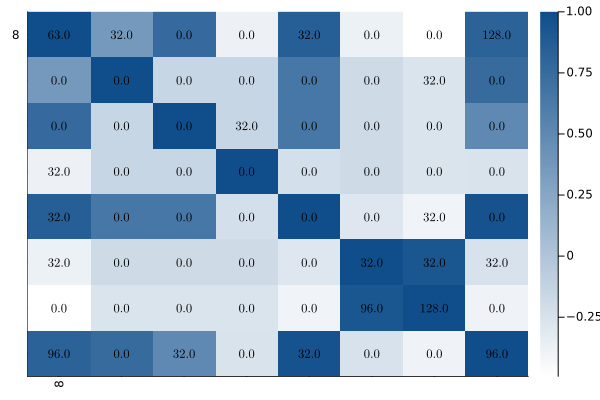 8 63.0 32.0 0.0 0.0 32.0 0.0 0.0 128.0
0.0 0.0 0.0 0.0 0.0 0.0 32.0 0.0
0.0 0.0 0.0 32.0 0.0 0.0 0.0 0.0
32.0 0.0 0.0 0.0 0.0 0.0 0.0 0.0
32.0 0.0 0.0 0.0 0.0 0.0 32.0 0.0
32.0 0.0 0.0 0.0 0.0 32.0 32.0 32.0
0.0 0.0 0.0 0.0 0.0 96.0 128.0 0.0
96.0 0.0 32.0 0.0 32.0 0.0 0.0 96.0
8
1.00
0.75
0.50
0.25
0
−0.25